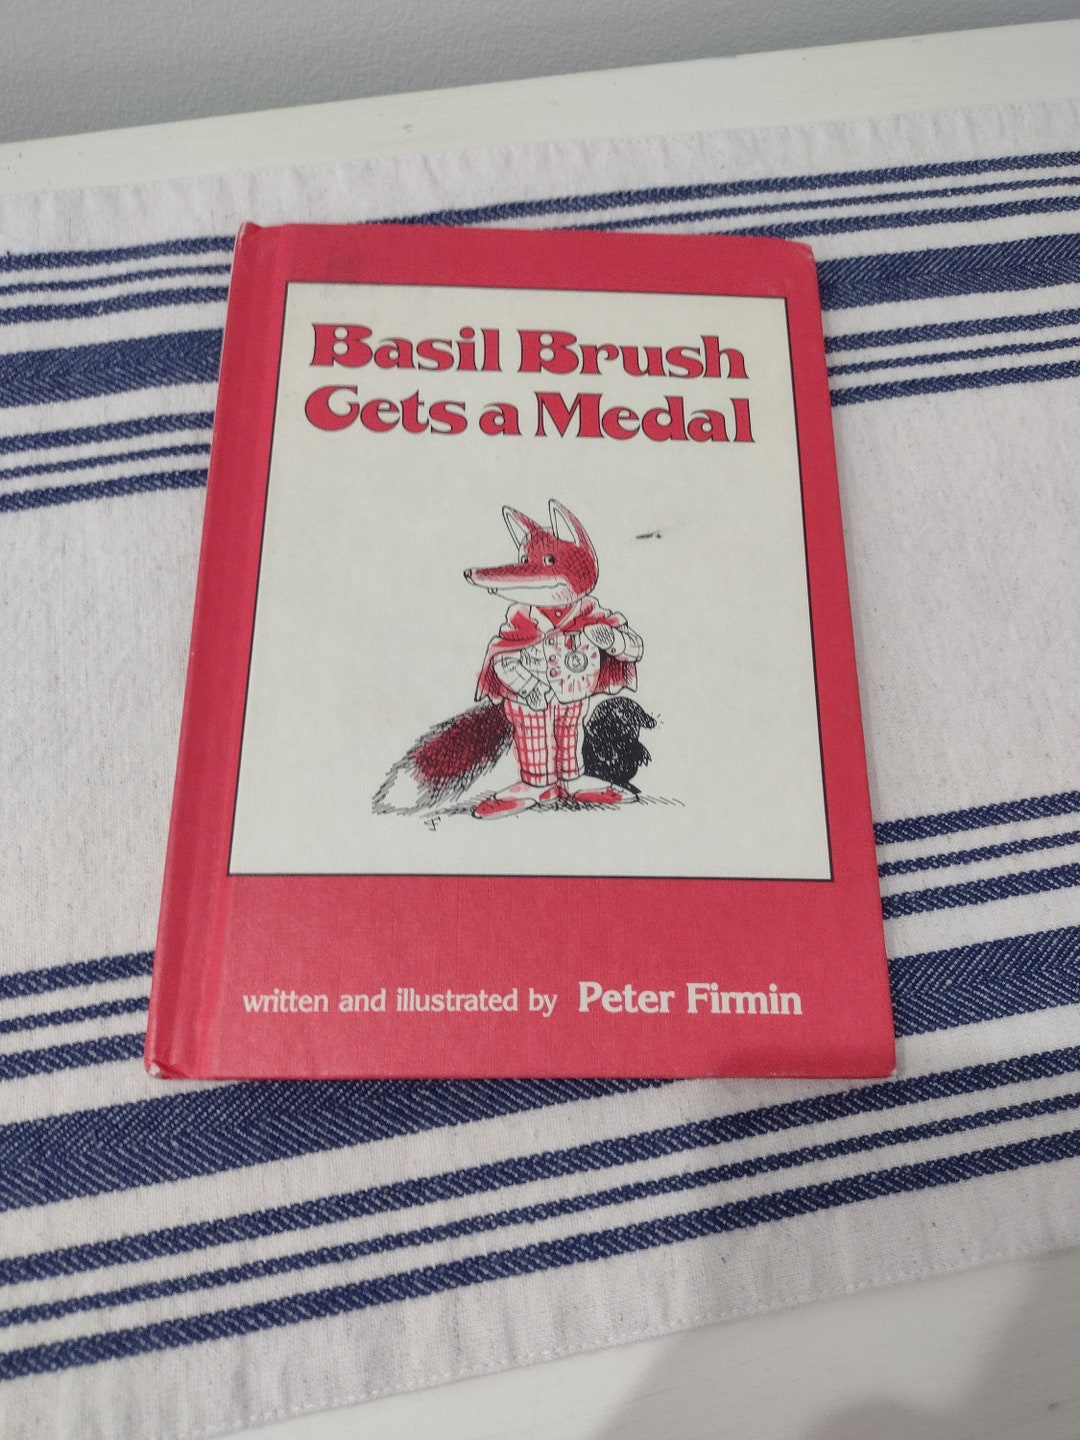 Basil Brush
Gets a Medal
written and illustrated by Peter Firmin